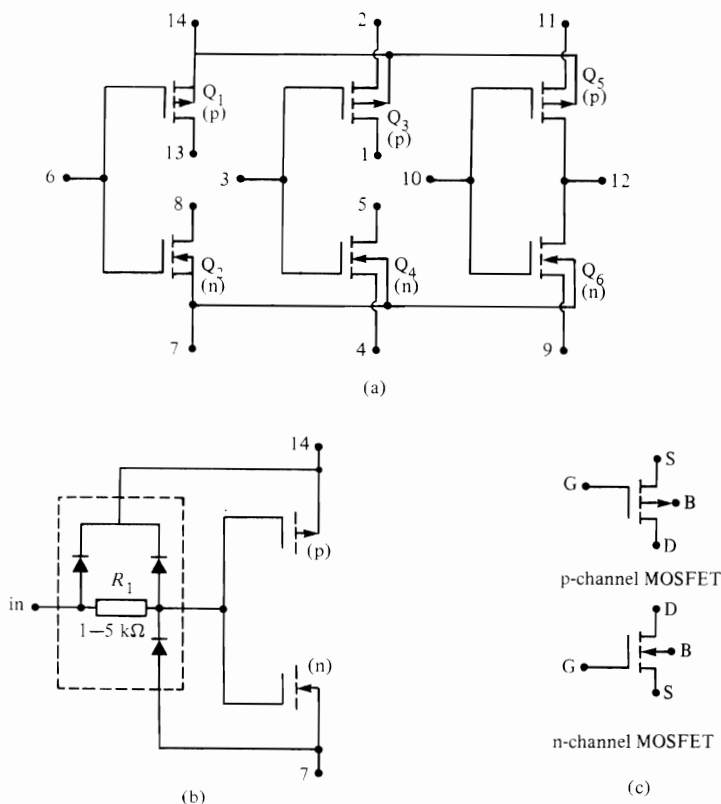 14
2
11
Q1
(p)
Q3
(p)
Q5
(p)
13
1
6
3
10
12
8
5
Q2
(n)
Q4
(n)
Q6
(n)
7
4
9
(a)
14
(p)
in
R1
1–5 kΩ
(n)
7
(b)
S
G
B
D
p-channel MOSFET
D
B
G
S
n-channel MOSFET
(c)